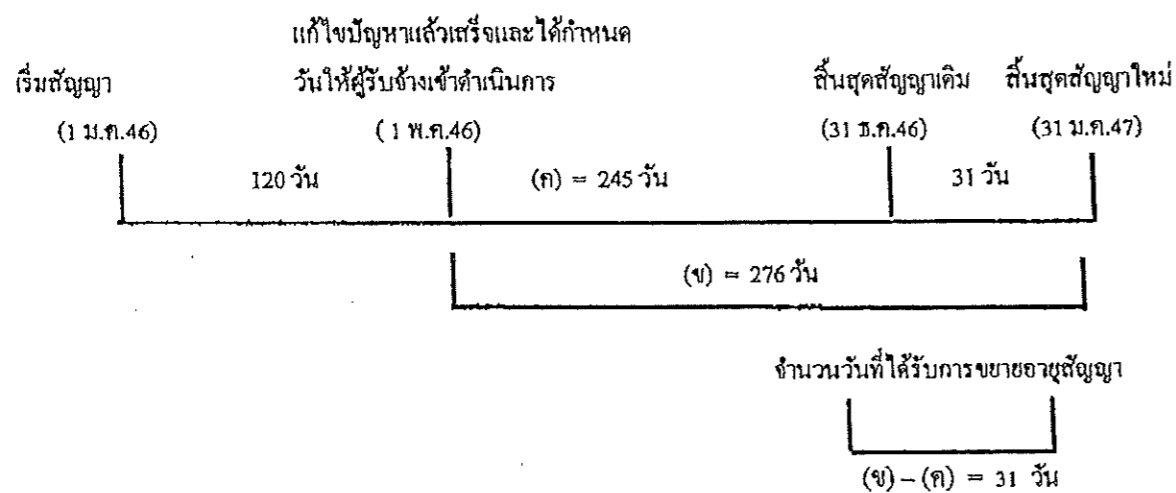 แก้ไขปัญหาแล้วเสร็จและได้กำหนด
เริ่มสัญญา วันให้ผู้รับจ้างเข้าดำเนินการ สิ้นสุดสัญญาเดิม สิ้นสุดสัญญาใหม่
(1 ม.ค.46) ( 1 พ.ค.46) (31 ธ.ค.46) (31 ม.ค.47)
120 วัน (ค) = 245 วัน 31 วัน
(ข) = 276 วัน
จำนวนวันที่ได้รับการขยายอายุสัญญา
(ข) – (ค) = 31 วัน